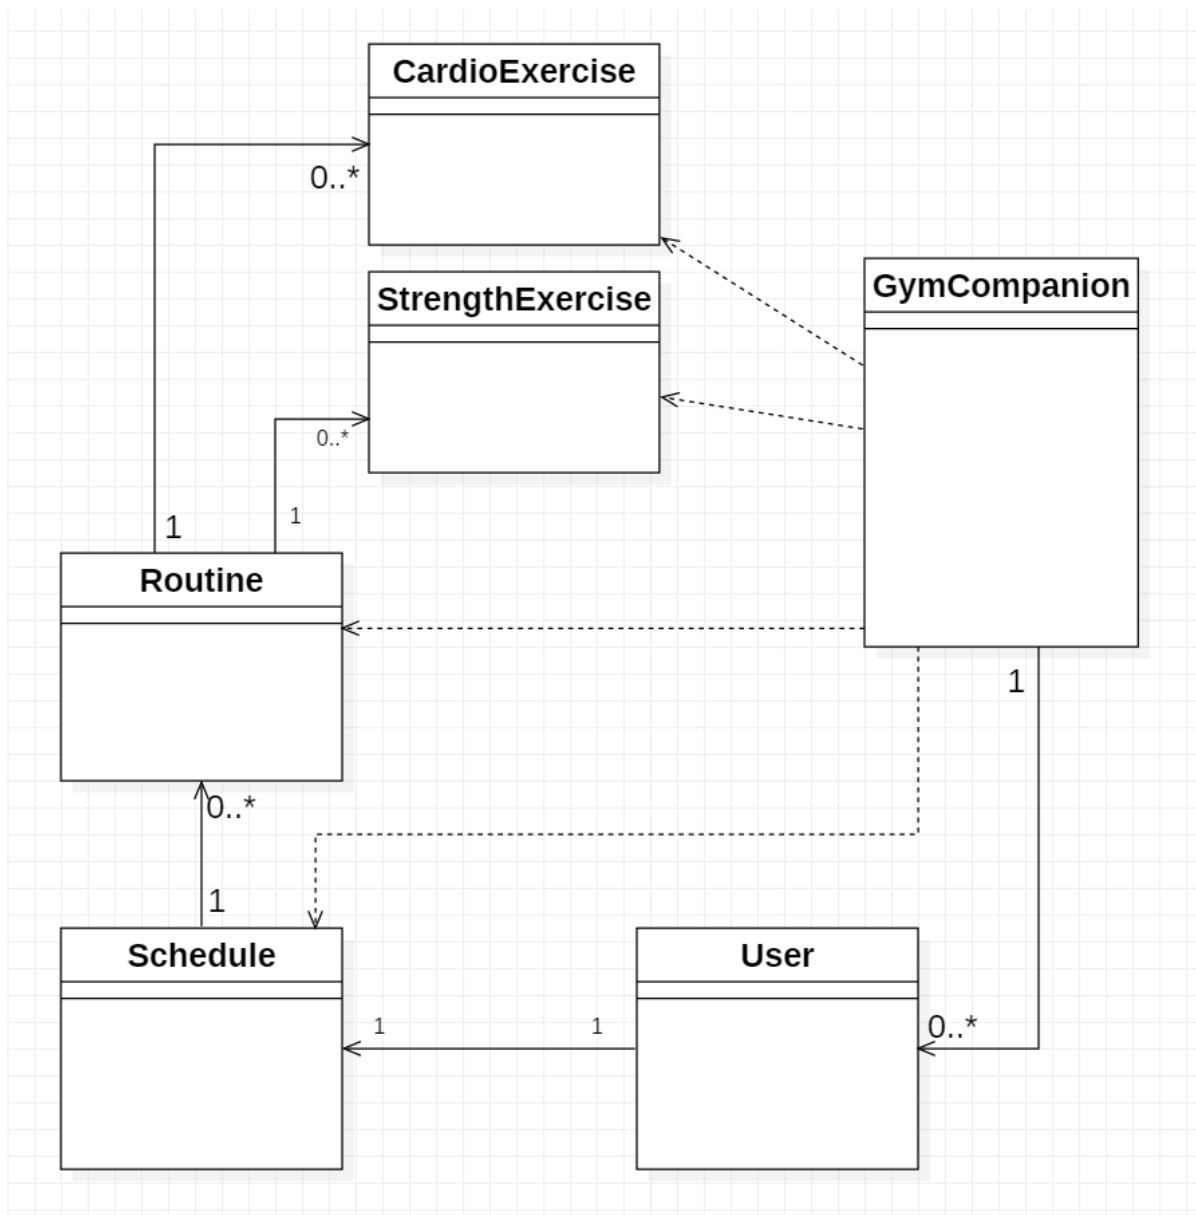 CardioExercise
0..*
GymCompanion
StrengthExercise
0..*
1
1
Routine
1
0..*
1
Schedule
User
1
1
0..*